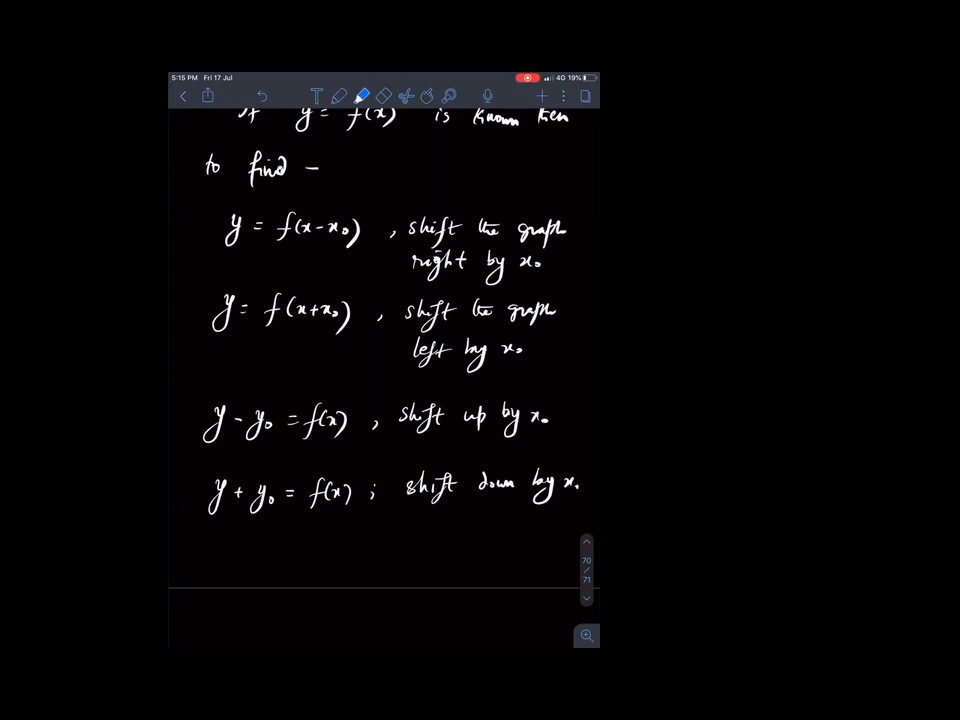 5:15 PM Fri 17 Jul 4G 19%
If y = f(x) is known then
to find -
y = f(x-x₀) , shift the graph
right by x₀
y = f(x+x₀) , shift the graph
left by x₀
y - y₀ = f(x) , shift up by x₀
y + y₀ = f(x) ; shift down by x₀
70
/
71